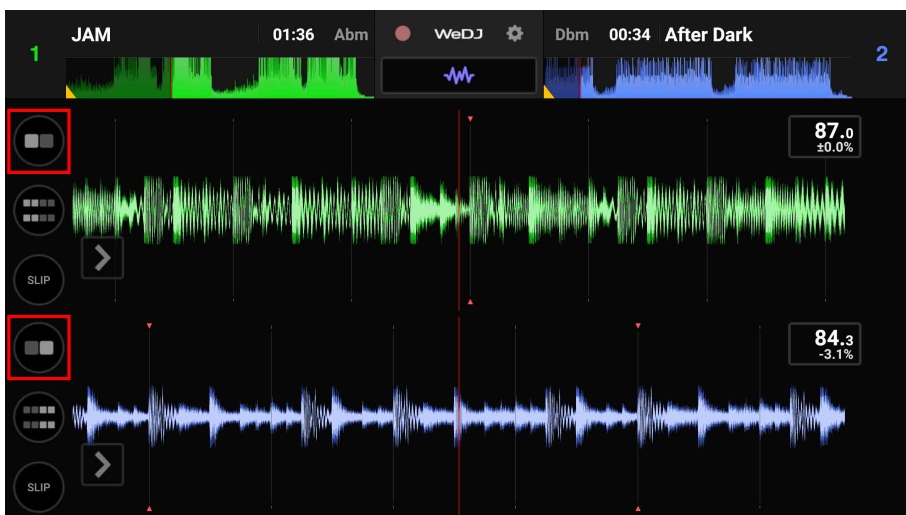 1 JAM 01:36 Abm WeDJ Dbm 00:34 After Dark 2
87.0
±0.0%
SLIP
84.3
-3.1%
SLIP